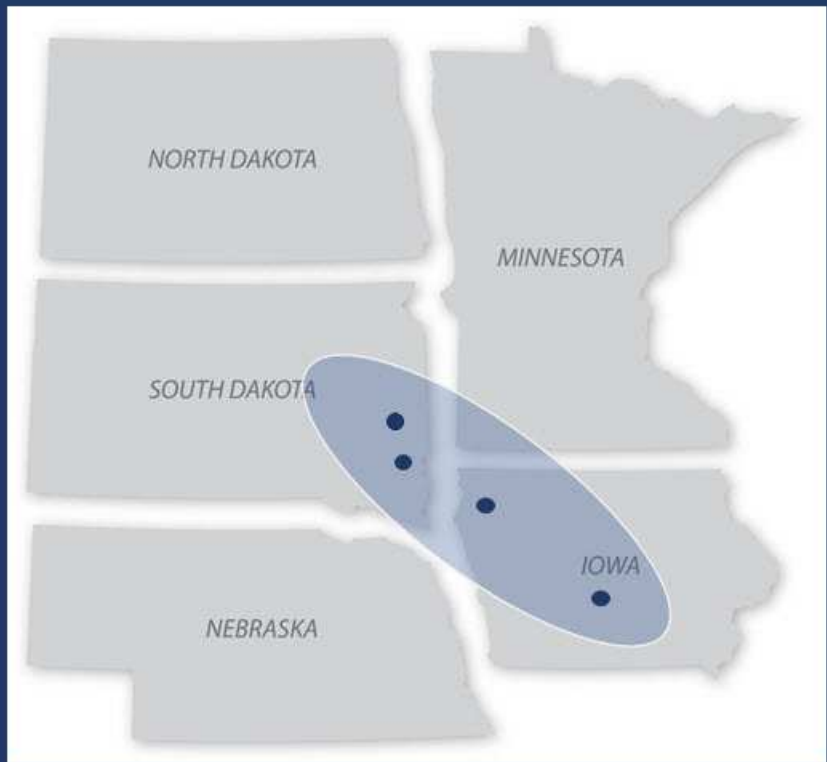 NORTH DAKOTA
MINNESOTA
SOUTH DAKOTA
IOWA
NEBRASKA